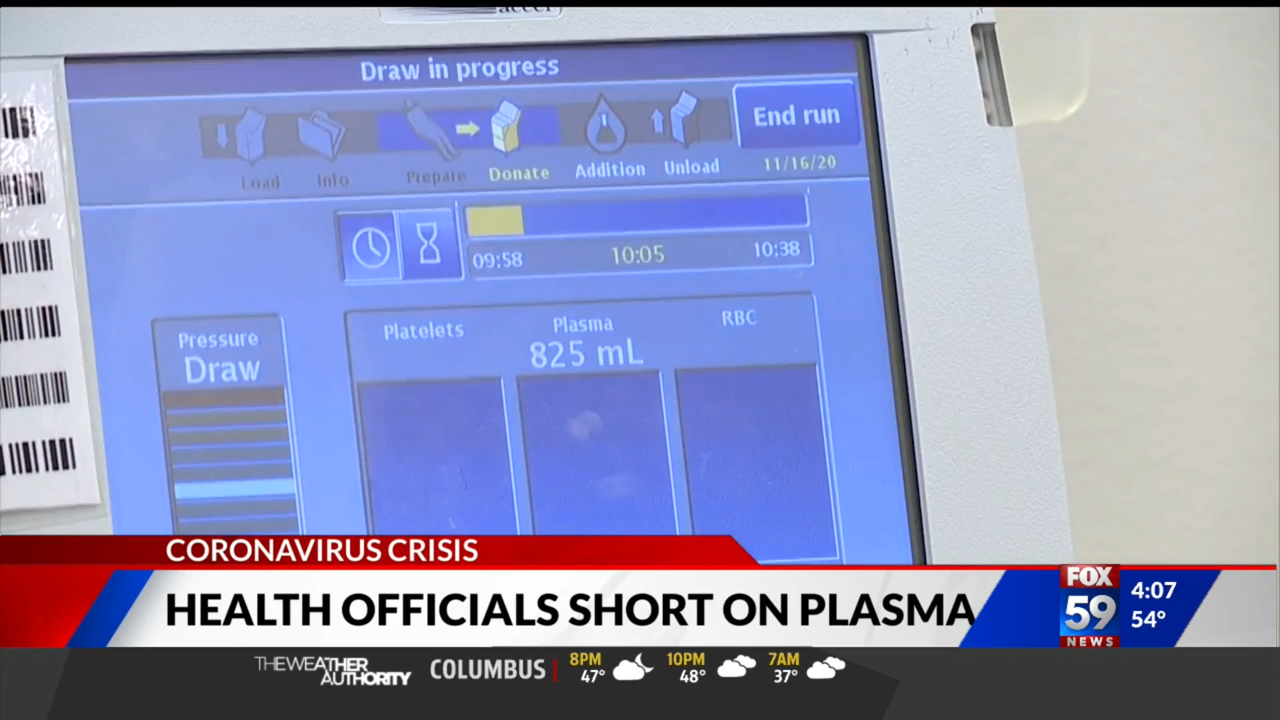 Draw in progress
End run
Load Info Prepare Donate Addition Unload
11/16/20
09:58 10:05 10:38
Pressure
Draw
Platelets Plasma RBC
825 mL
CORONAVIRUS CRISIS
HEALTH OFFICIALS SHORT ON PLASMA
FOX
59
NEWS
4:07
54°
THE WEATHER
AUTHORITY
COLUMBUS
8PM 47°
10PM 48°
7AM 37°